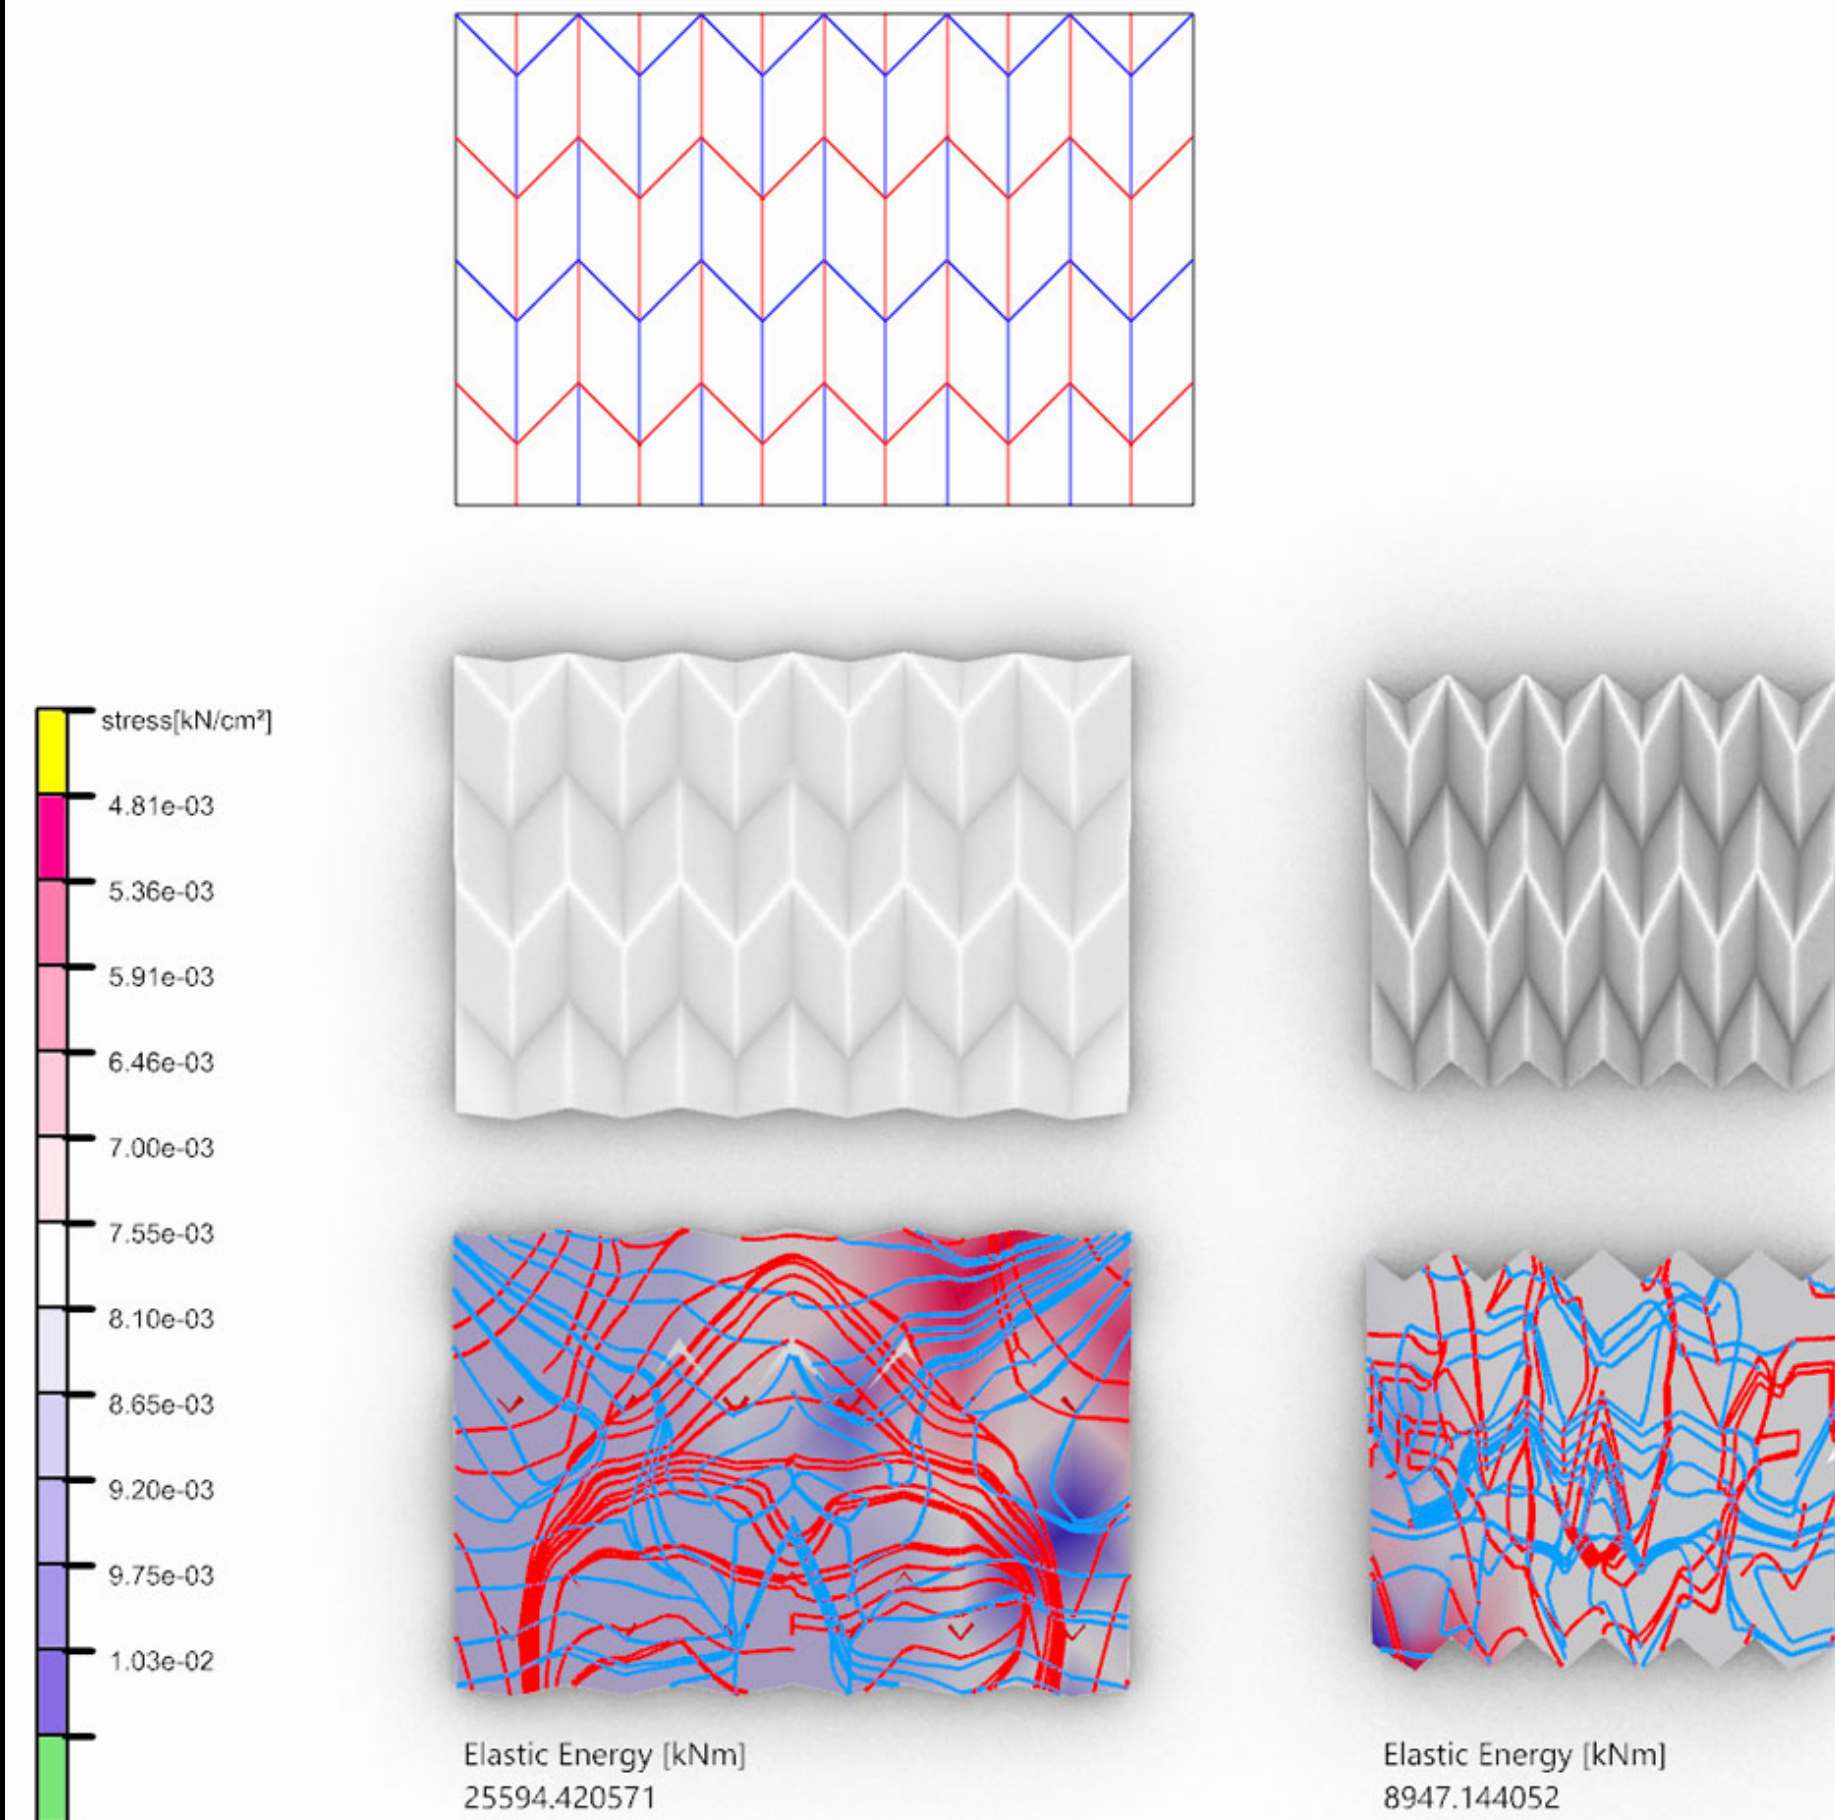 stress[kN/cm²]
4.81e-03
5.36e-03
5.91e-03
6.46e-03
7.00e-03
7.55e-03
8.10e-03
8.65e-03
9.20e-03
9.75e-03
1.03e-02
Elastic Energy [kNm]
25594.420571
Elastic Energy [kNm]
8947.144052